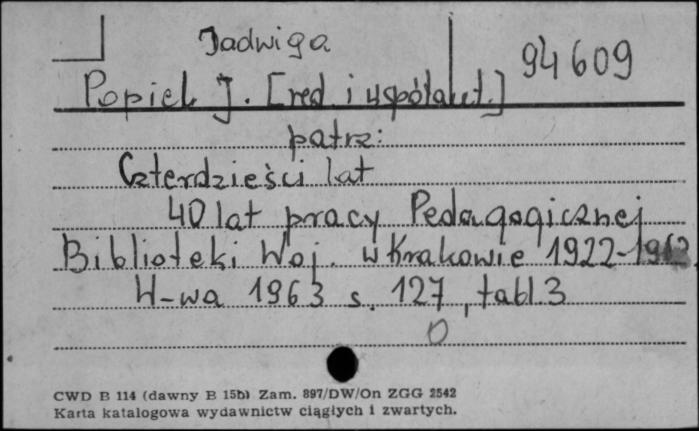 Jadwiga
94609
Popiel J. [red. i współaut.]
patrz:
Czterdzieści lat
40 lat pracy Pedagogicznej
Biblioteki Woj. w Krakowie 1922-1962.
W-wa 1963 s. 127, tabl. 3
CWD B 114 (dawny B 15b) Zam. 897/DW/On ZGG 2542
Karta katalogowa wydawnictw ciągłych i zwartych.